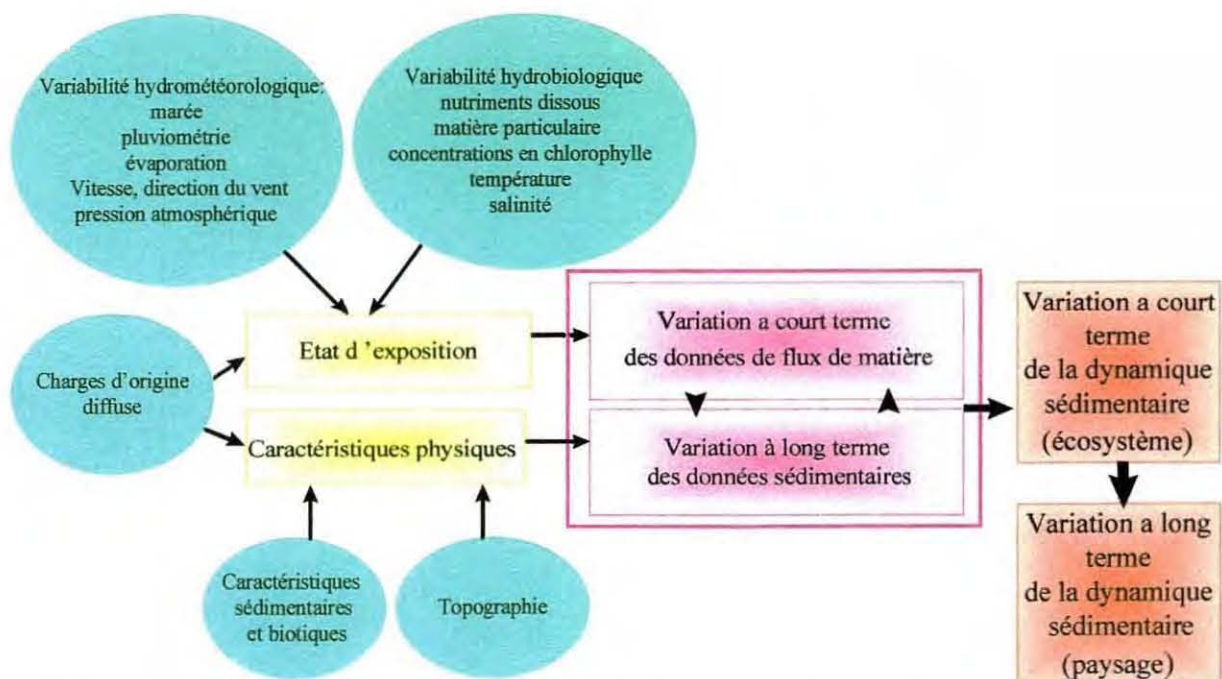 Variabilité hydrométéorologique:
marée
pluviométrie
évaporation
Vitesse, direction du vent
pression atmosphérique
Variabilité hydrobiologique
nutriments dissous
matière particulaire
concentrations en chlorophylle
température
salinité
Charges d'origine
diffuse
Etat d 'exposition
Caractéristiques physiques
Caractéristiques
sédimentaires
et biotiques
Topographie
Variation a court terme
des données de flux de matière
Variation à long terme
des données sédimentaires
Variation a court
terme
de la dynamique
sédimentaire
(écosystème)
Variation a long
terme
de la dynamique
sédimentaire
(paysage)